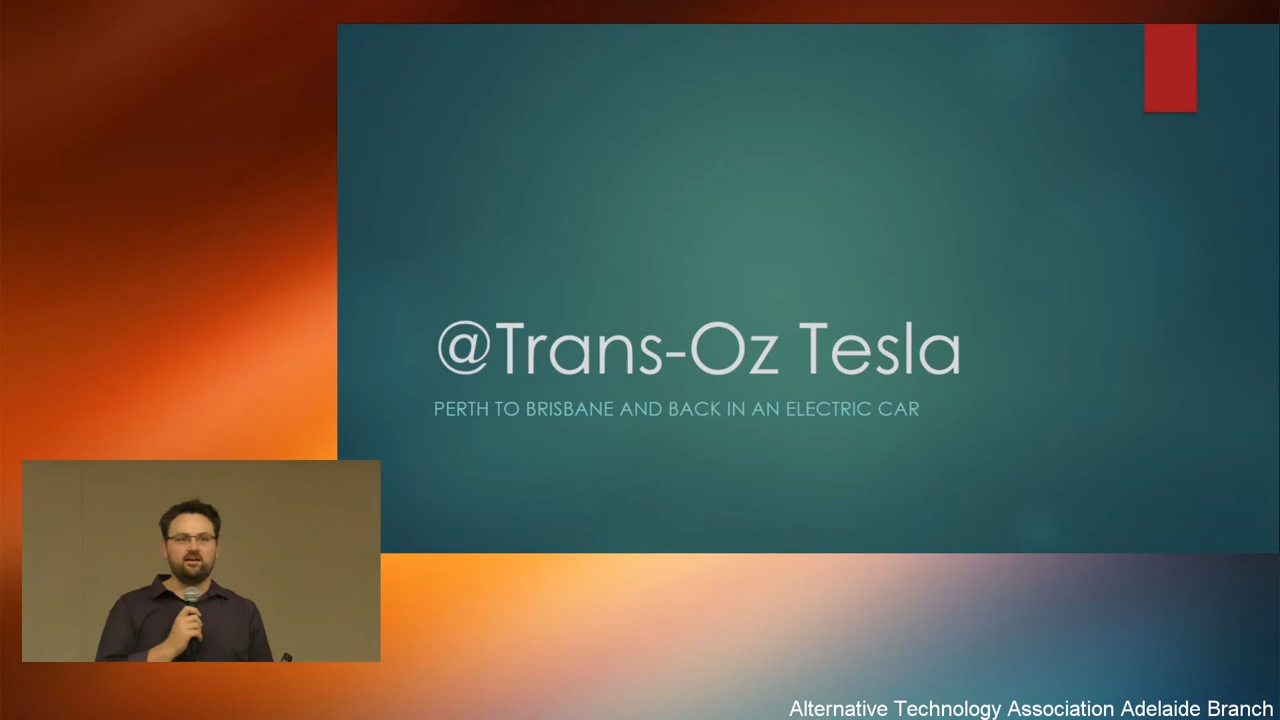 @Trans-Oz Tesla
PERTH TO BRISBANE AND BACK IN AN ELECTRIC CAR
Alternative Technology Association Adelaide Branch